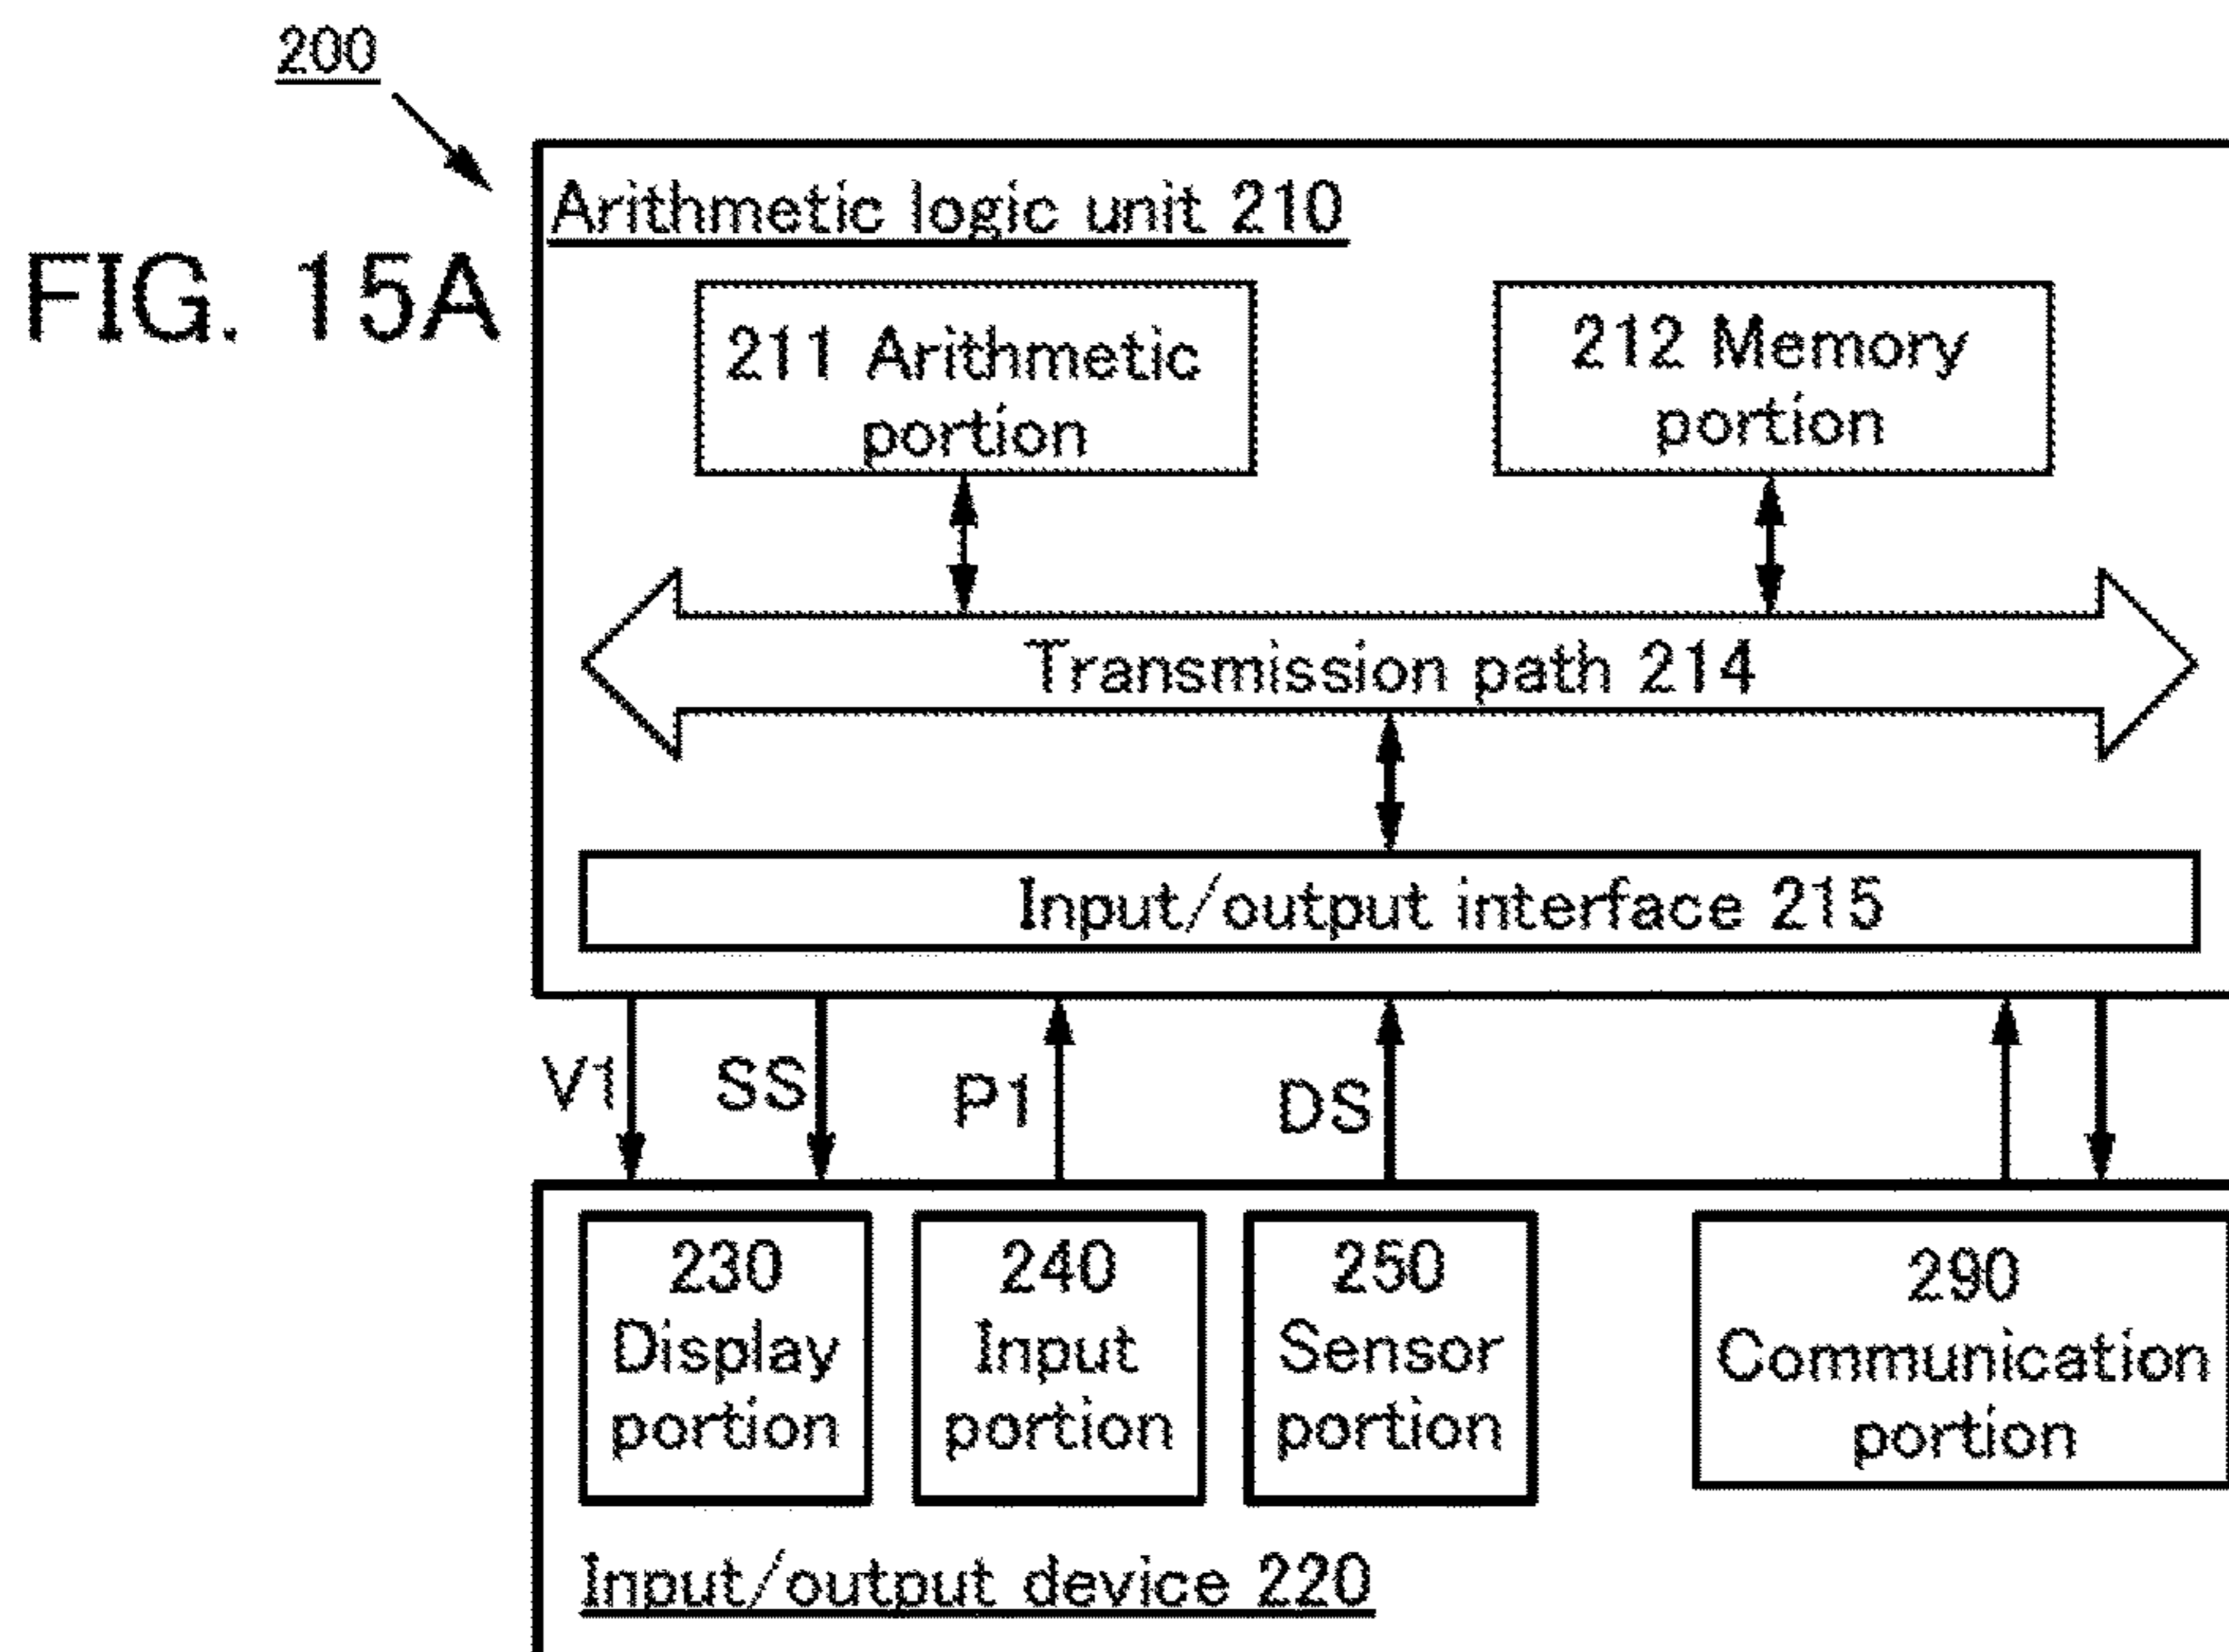 200
FIG. 15A
Arithmetic logic unit 210
211 Arithmetic
portion
212 Memory
portion
Transmission path 214
Input/output interface 215
V1
SS
P1
DS
230
Display
portion
240
Input
portion
250
Sensor
portion
290
Communication
portion
Input/output device 220